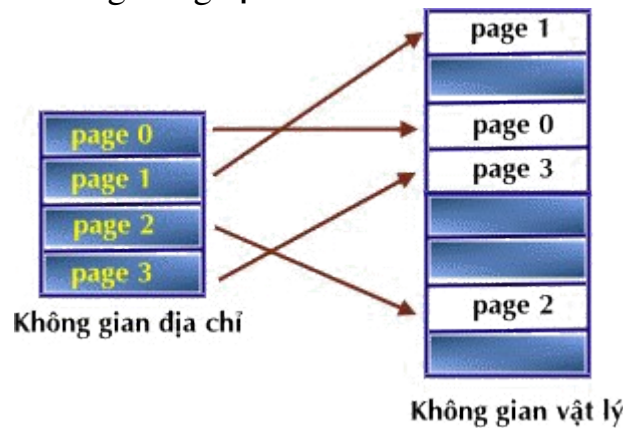 page 0
page 1
page 2
page 3
Không gian địa chỉ
page 1
page 0
page 3
page 2
Không gian vật lý